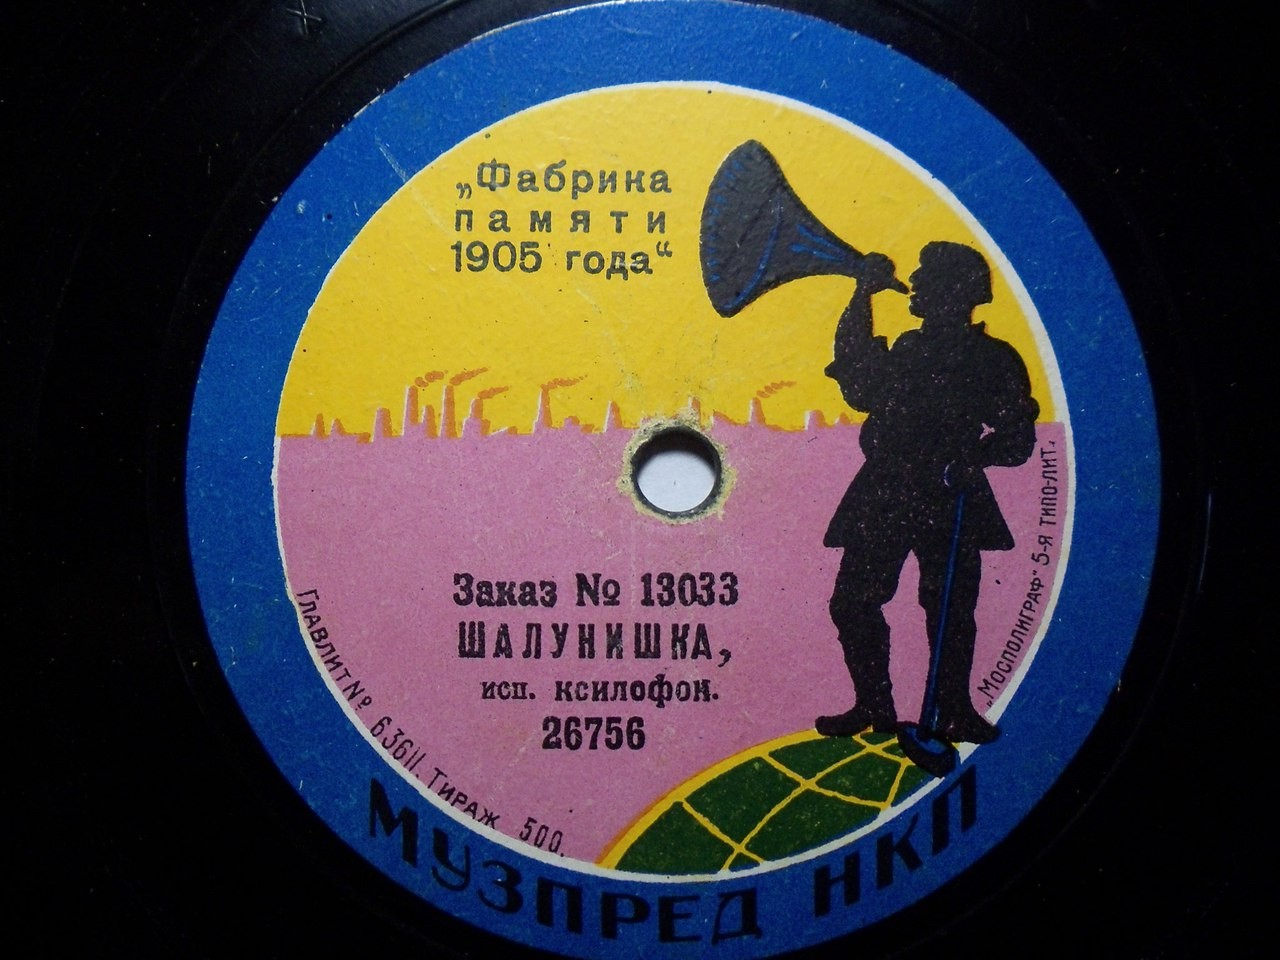 „Фабрика
памяти
1905 года“
Заказ № 13033
ШАЛУНИШКА,
исп. ксилофон.
26756
Главлит № 63611. Тираж 500.
„Мосполиграф“ 5-я типо-лит.
МУЗПРЕД НКП